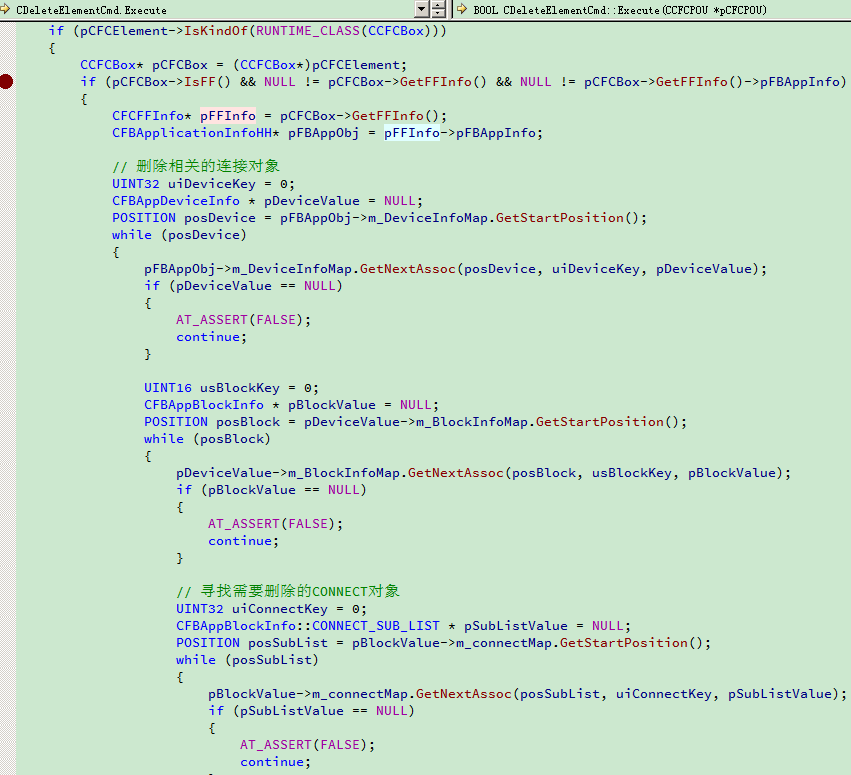 CDeleteElementCmd.Execute
BOOL CDeleteElementCmd::Execute(CCFCPOU *pCFCPOU)
if (pCFCElement->IsKindOf(RUNTIME_CLASS(CCFCBox)))
{
CCFCBox* pCFCBox = (CCFCBox*)pCFCElement;
if (pCFCBox->IsFF() && NULL != pCFCBox->GetFFInfo() && NULL != pCFCBox->GetFFInfo()->pFBAppInfo)
{
CFCFFInfo* pFFInfo = pCFCBox->GetFFInfo();
CFBApplicationInfoHH* pFBAppObj = pFFInfo->pFBAppInfo;
// 删除相关的连接对象
UINT32 uiDeviceKey = 0;
CFBAppDeviceInfo * pDeviceValue = NULL;
POSITION posDevice = pFBAppObj->m_DeviceInfoMap.GetStartPosition();
while (posDevice)
{
pFBAppObj->m_DeviceInfoMap.GetNextAssoc(posDevice, uiDeviceKey, pDeviceValue);
if (pDeviceValue == NULL)
{
AT_ASSERT(FALSE);
continue;
}
UINT16 usBlockKey = 0;
CFBAppBlockInfo * pBlockValue = NULL;
POSITION posBlock = pDeviceValue->m_BlockInfoMap.GetStartPosition();
while (posBlock)
{
pDeviceValue->m_BlockInfoMap.GetNextAssoc(posBlock, usBlockKey, pBlockValue);
if (pBlockValue == NULL)
{
AT_ASSERT(FALSE);
continue;
}
// 寻找需要删除的CONNECT对象
UINT32 uiConnectKey = 0;
CFBAppBlockInfo::CONNECT_SUB_LIST * pSubListValue = NULL;
POSITION posSubList = pBlockValue->m_connectMap.GetStartPosition();
while (posSubList)
{
pBlockValue->m_connectMap.GetNextAssoc(posSubList, uiConnectKey, pSubListValue);
if (pSubListValue == NULL)
{
AT_ASSERT(FALSE);
continue;